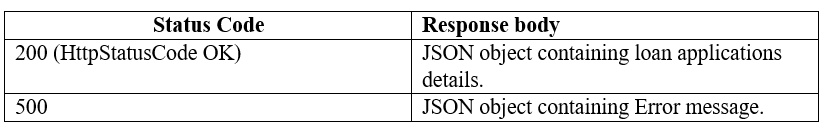 Status Code Response body
200 (HttpStatusCode OK) JSON object containing loan applications
details.
500 JSON object containing Error message.